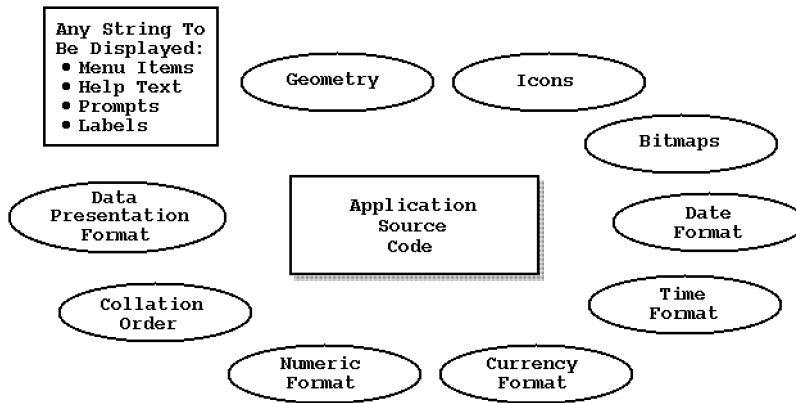 Any String To
Be Displayed:
• Menu Items
• Help Text
• Prompts
• Labels
Geometry
Icons
Bitmaps
Data
Presentation
Format
Application
Source
Code
Date
Format
Collation
Order
Time
Format
Numeric
Format
Currency
Format